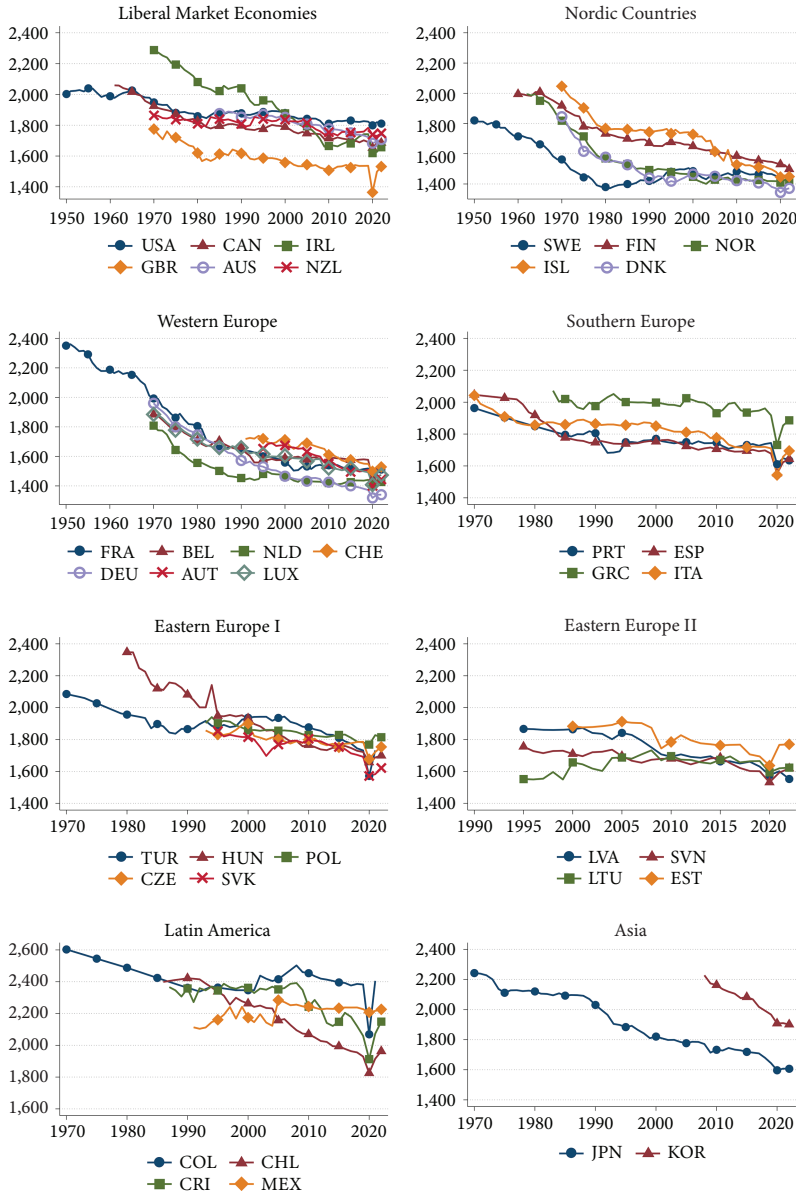 Liberal Market Economies
2,400
2,200
2,000
1,800
1,600
1,400
1950 1960 1970 1980 1990 2000 2010 2020
USA CAN IRL
GBR AUS NZL
Nordic Countries
2,400
2,200
2,000
1,800
1,600
1,400
1950 1960 1970 1980 1990 2000 2010 2020
SWE FIN NOR
ISL DNK
Western Europe
2,400
2,200
2,000
1,800
1,600
1,400
1950 1960 1970 1980 1990 2000 2010 2020
FRA BEL NLD CHE
DEU AUT LUX
Southern Europe
2,400
2,200
2,000
1,800
1,600
1,400
1970 1980 1990 2000 2010 2020
PRT ESP
GRC ITA
Eastern Europe I
2,400
2,200
2,000
1,800
1,600
1,400
1970 1980 1990 2000 2010 2020
TUR HUN POL
CZE SVK
Eastern Europe II
2,400
2,200
2,000
1,800
1,600
1,400
1990 1995 2000 2005 2010 2015 2020
LVA SVN
LTU EST
Latin America
2,600
2,400
2,200
2,000
1,800
1,600
1970 1980 1990 2000 2010 2020
COL CHL
CRI MEX
Asia
2,400
2,200
2,000
1,800
1,600
1,400
1970 1980 1990 2000 2010 2020
JPN KOR